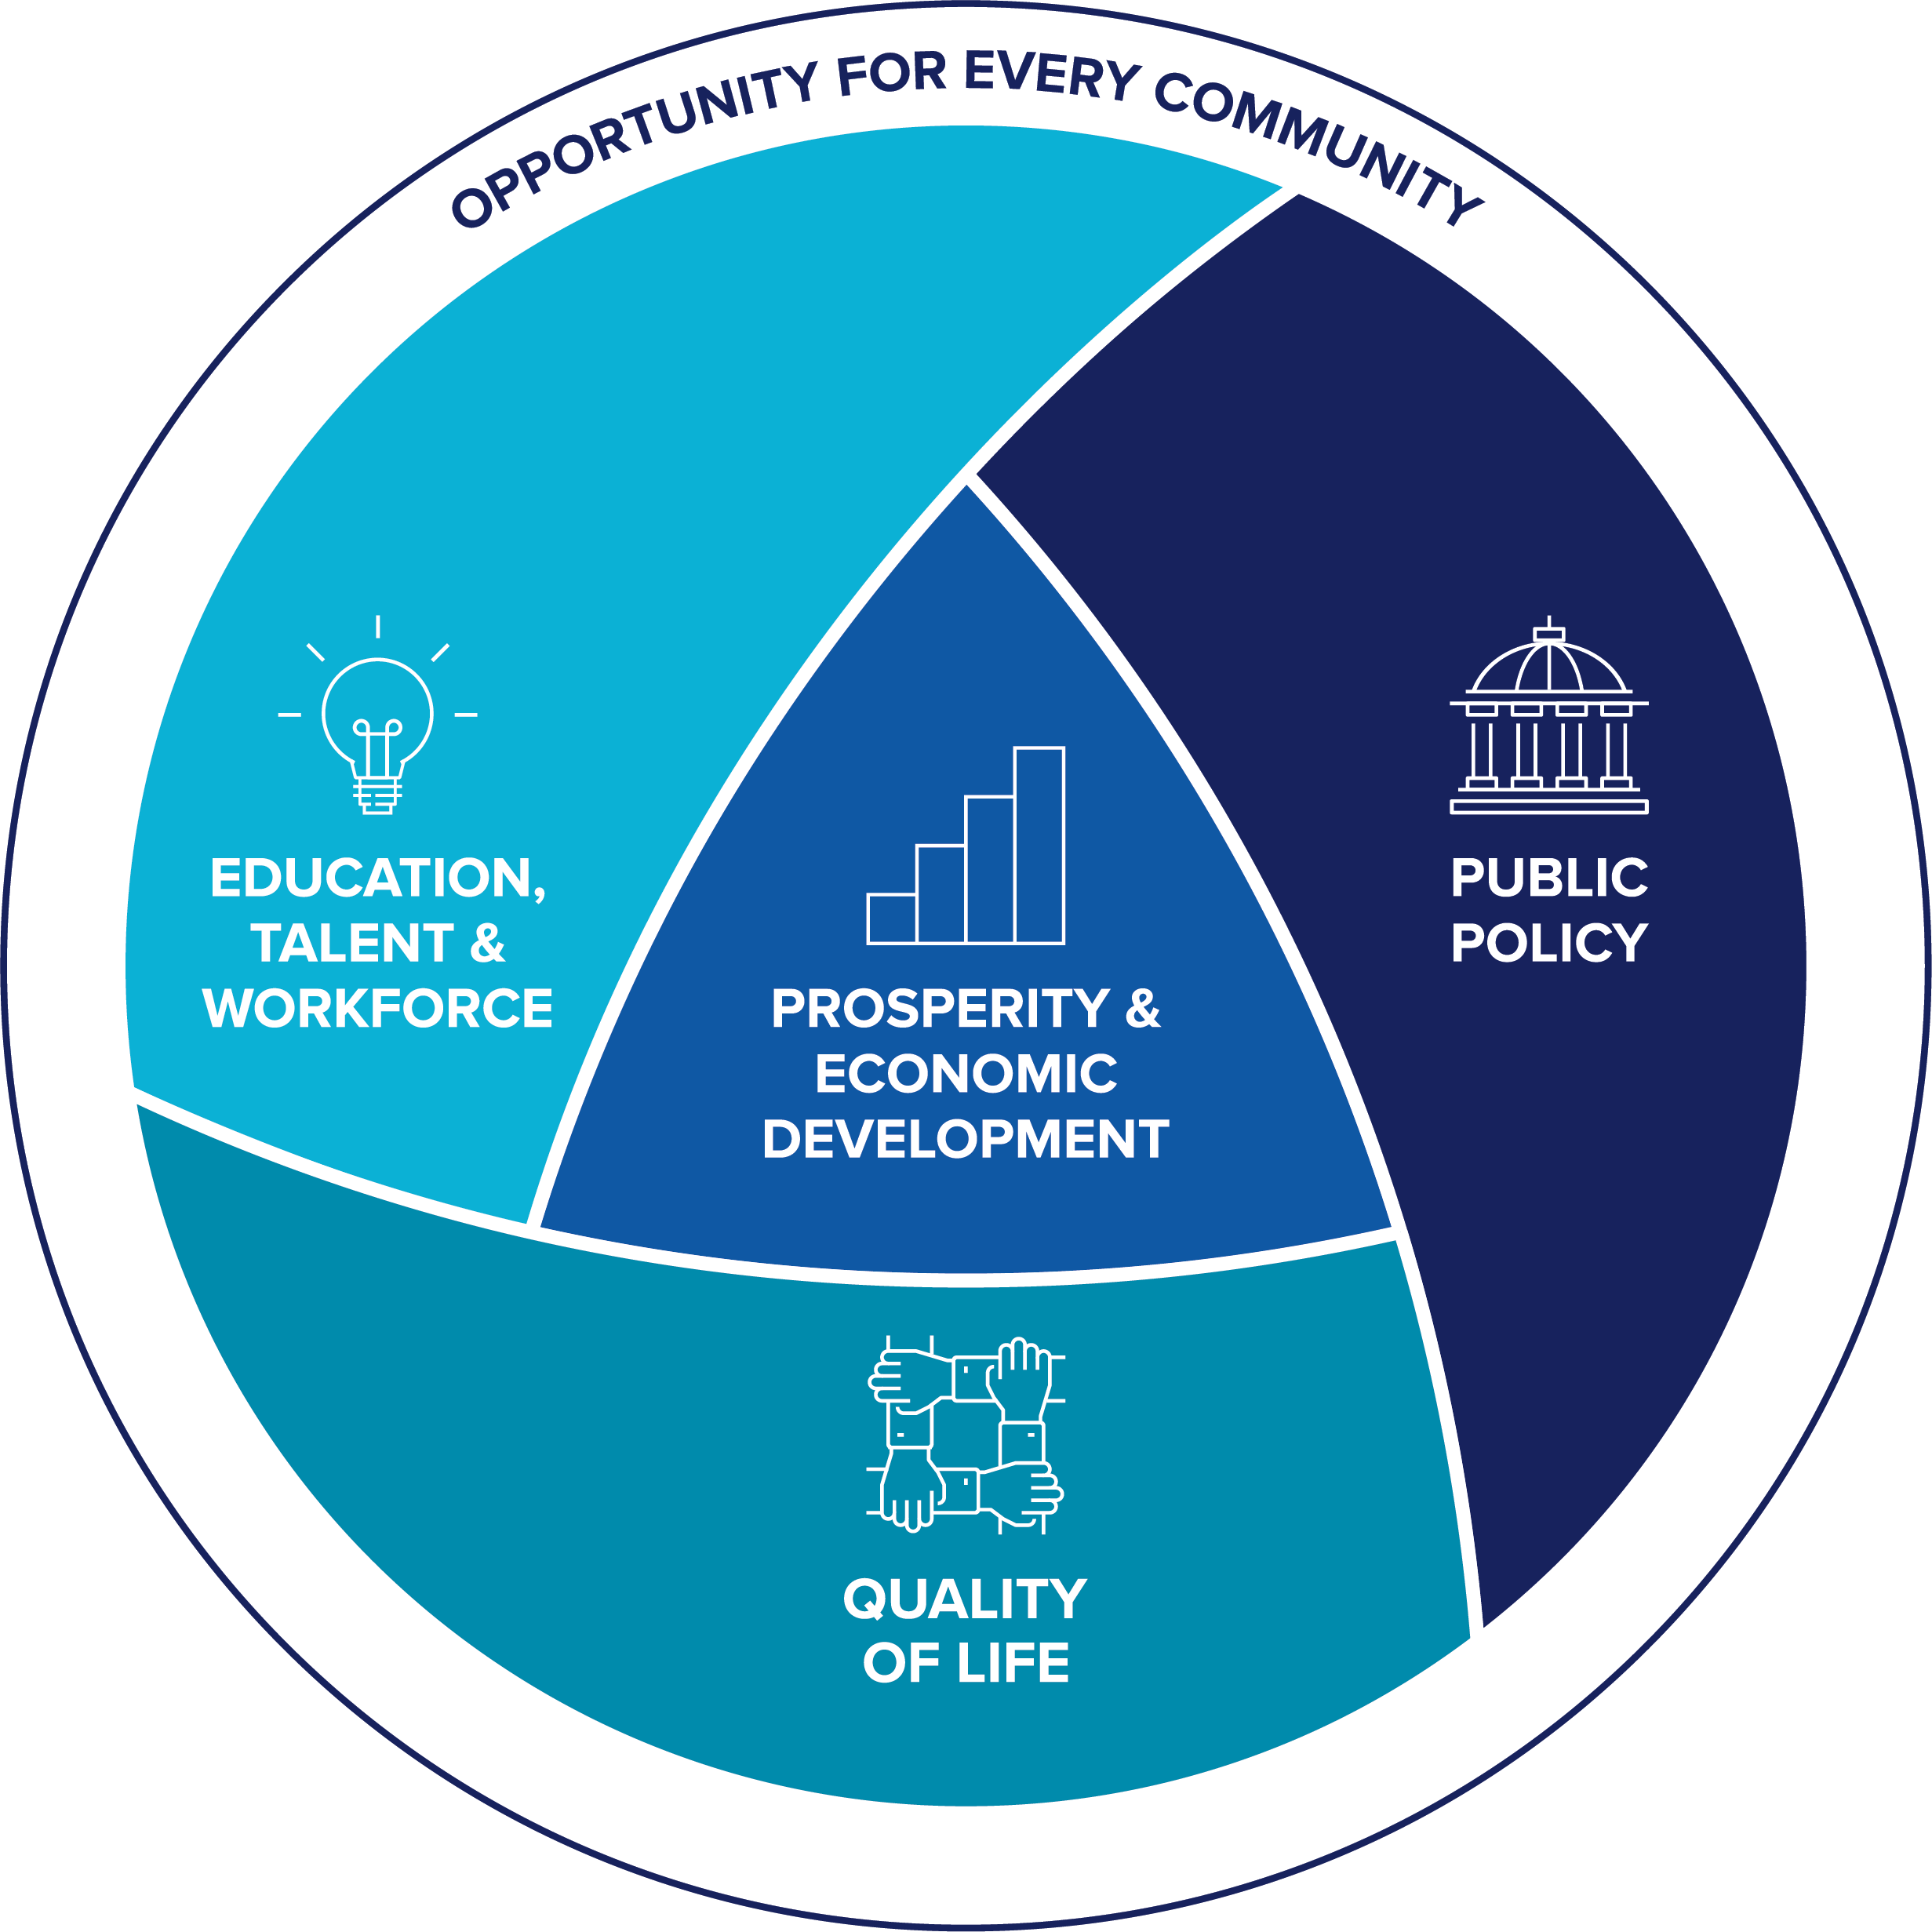 OPPORTUNITY FOR EVERY COMMUNITY
EDUCATION,
TALENT &
WORKFORCE
PROSPERITY &
ECONOMIC
DEVELOPMENT
PUBLIC
POLICY
QUALITY
OF LIFE